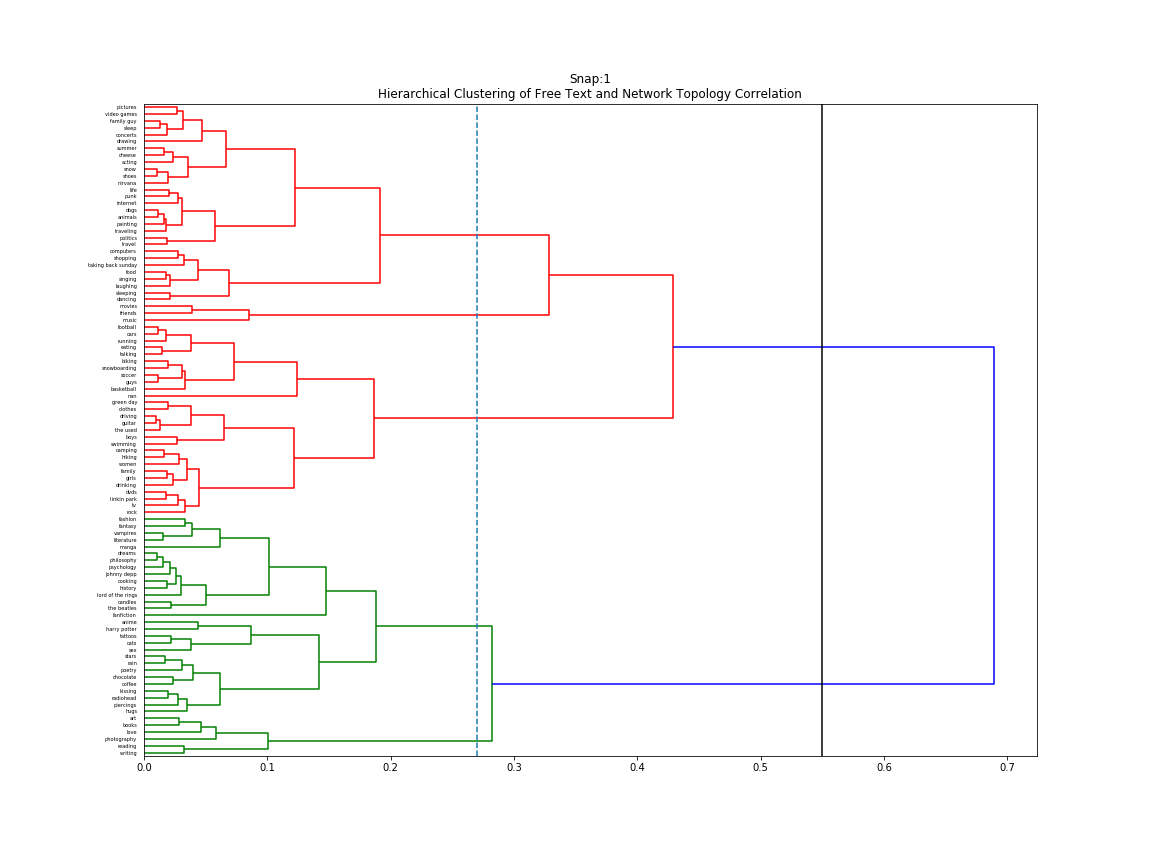 Snap:1
Hierarchical Clustering of Free Text and Network Topology Correlation
pictures
video games
family guy
sleep
concerts
drawing
summer
cheese
acting
snow
shoes
nirvana
life
punk
internet
dogs
animals
painting
traveling
politics
travel
computers
shopping
taking back sunday
food
singing
laughing
sleeping
dancing
movies
friends
music
football
cars
running
eating
talking
biking
snowboarding
soccer
guys
basketball
nan
green day
clothes
driving
guitar
the used
boys
swimming
camping
hiking
women
family
girls
drinking
dvds
linkin park
tv
rock
fashion
fantasy
vampires
literature
manga
dreams
philosophy
psychology
johnny depp
cooking
history
lord of the rings
candles
the beatles
fanfiction
anime
harry potter
tattoos
cats
sex
stars
rain
poetry
chocolate
coffee
kissing
radiohead
piercings
hugs
art
books
love
photography
reading
writing
0.0 0.1 0.2 0.3 0.4 0.5 0.6 0.7